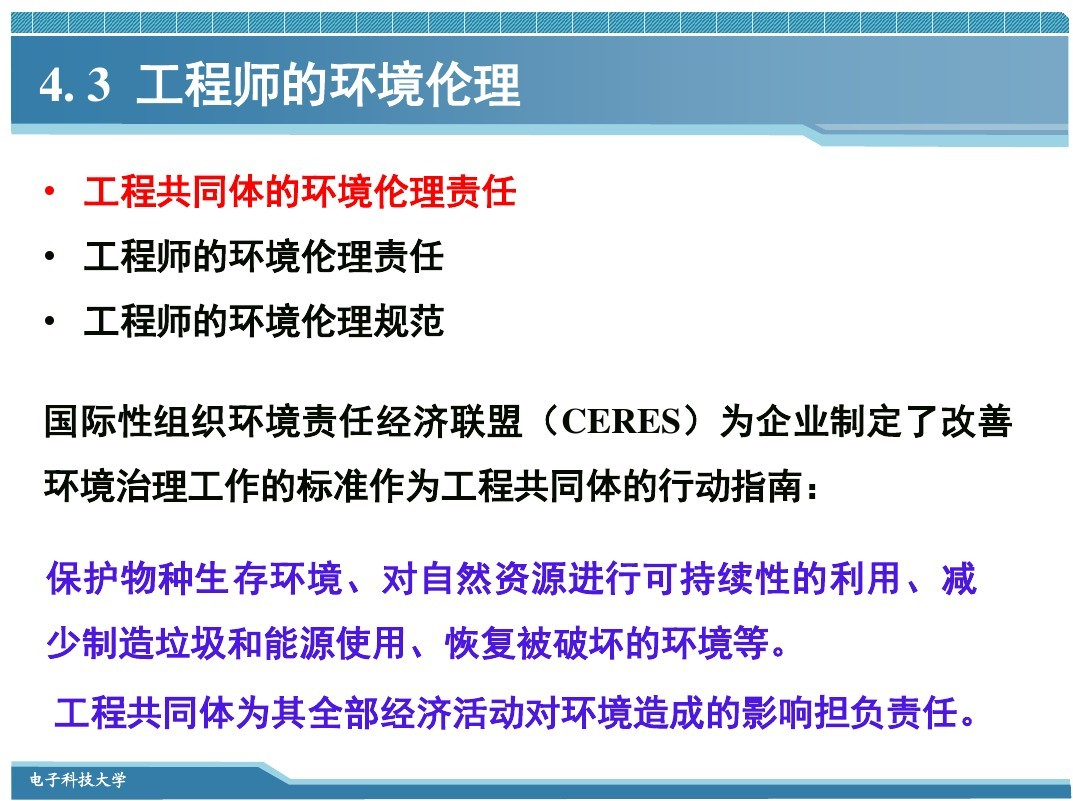 4. 3 工程师的环境伦理
• 工程共同体的环境伦理责任
• 工程师的环境伦理责任
• 工程师的环境伦理规范
国际性组织环境责任经济联盟（CERES）为企业制定了改善
环境治理工作的标准作为工程共同体的行动指南：
保护物种生存环境、对自然资源进行可持续性的利用、减
少制造垃圾和能源使用、恢复被破坏的环境等。
工程共同体为其全部经济活动对环境造成的影响担负责任。
电子科技大学